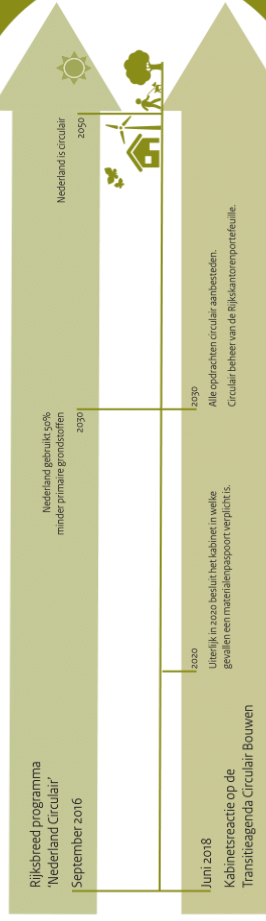 Rijksbreed programma
'Nederland Circulair'
September 2016
Nederland gebruikt 50%
minder primaire grondstoffen
2030
Nederland is circulair
2050
Juni 2018
Kabinetsreactie op de
Transitieagenda Circulair Bouwen
2020
Uiterlijk in 2020 besluit het kabinet in welke
gevallen een materialenpaspoort verplicht is.
2030
Alle opdrachten circulair aanbesteden.
Circulair beheer van de Rijkskantorenportefeuille.